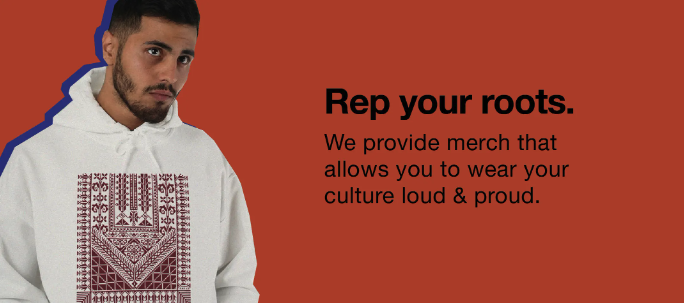 Rep your roots.
We provide merch that
allows you to wear your
culture loud & proud.